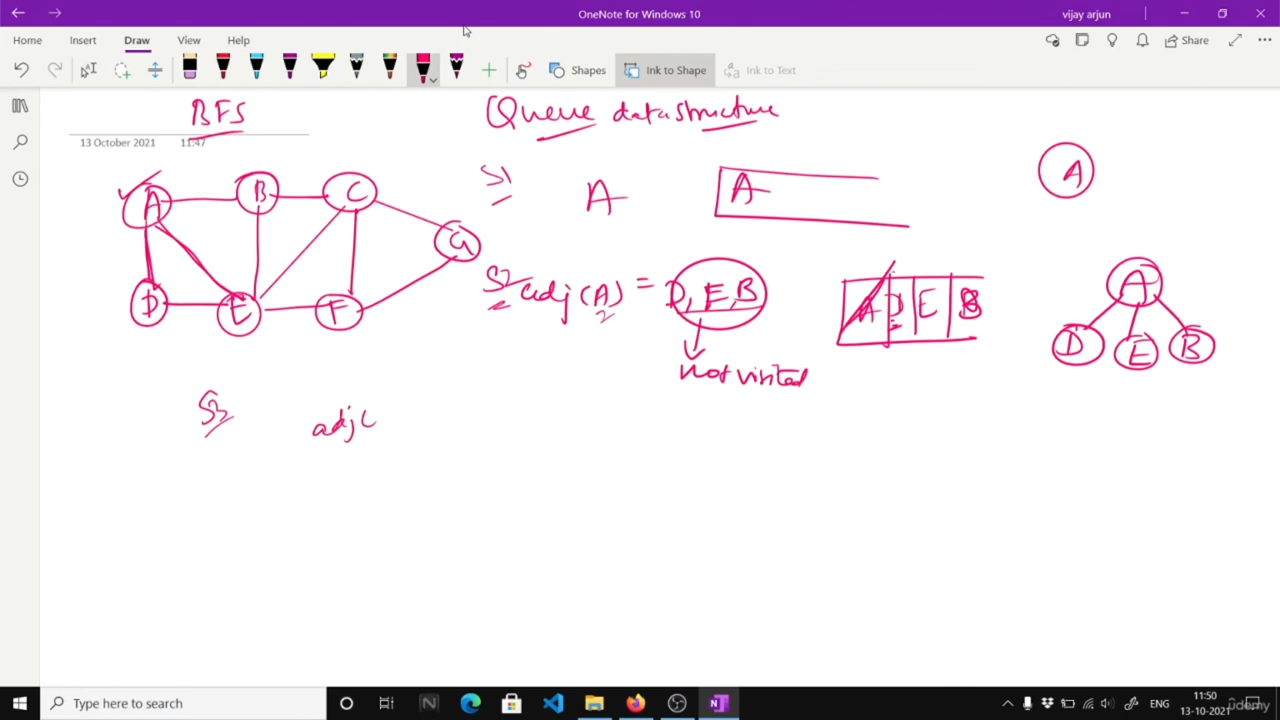 OneNote for Windows 10
vijay arjun
Home Insert Draw View Help
Share
Shapes
Ink to Shape
Ink to Text
BFS
Queue datastructure
13 October 2021 11:47
A B C G D E F
S1 A A A
S2 adj(A) = D, E, B
A D E B
A D E B
not visited
S3 adj(
Type here to search
ENG
11:50
13-10-2021
ûdemy